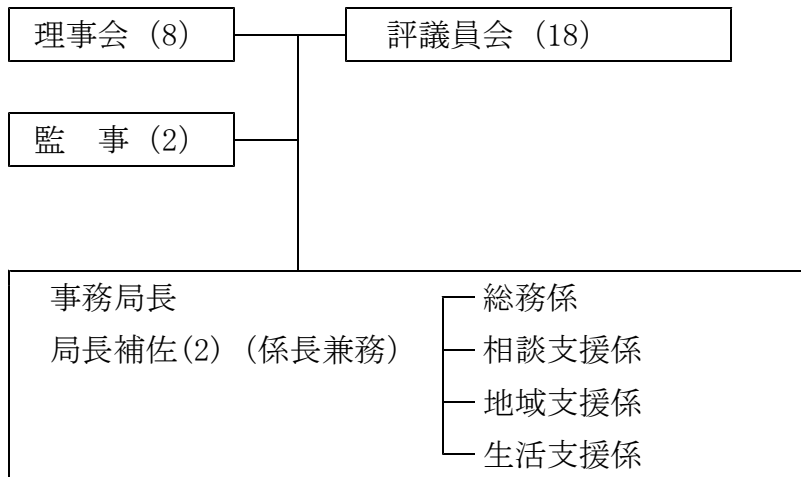 理事会 (8)　評議員会 (18)
監　事 (2)
事務局長　総務係
局長補佐(2) (係長兼務)　相談支援係
地域支援係
生活支援係